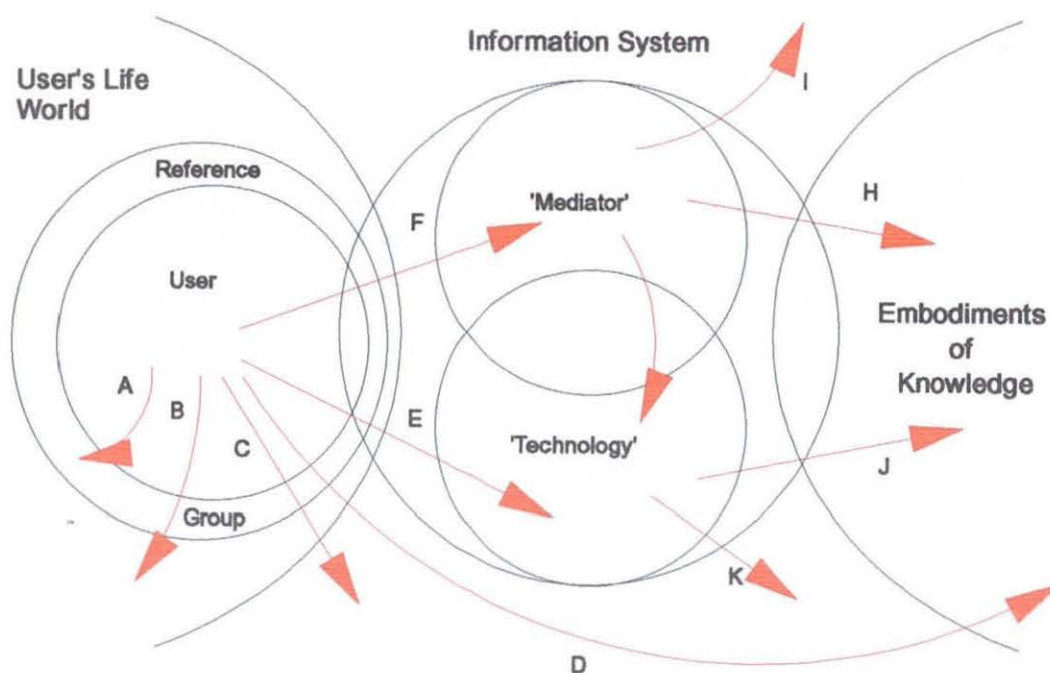 Information System
User's Life
World
I
Reference
'Mediator'
F
H
User
Embodiments
of
Knowledge
A
B
E
C
'Technology'
J
Group
K
D